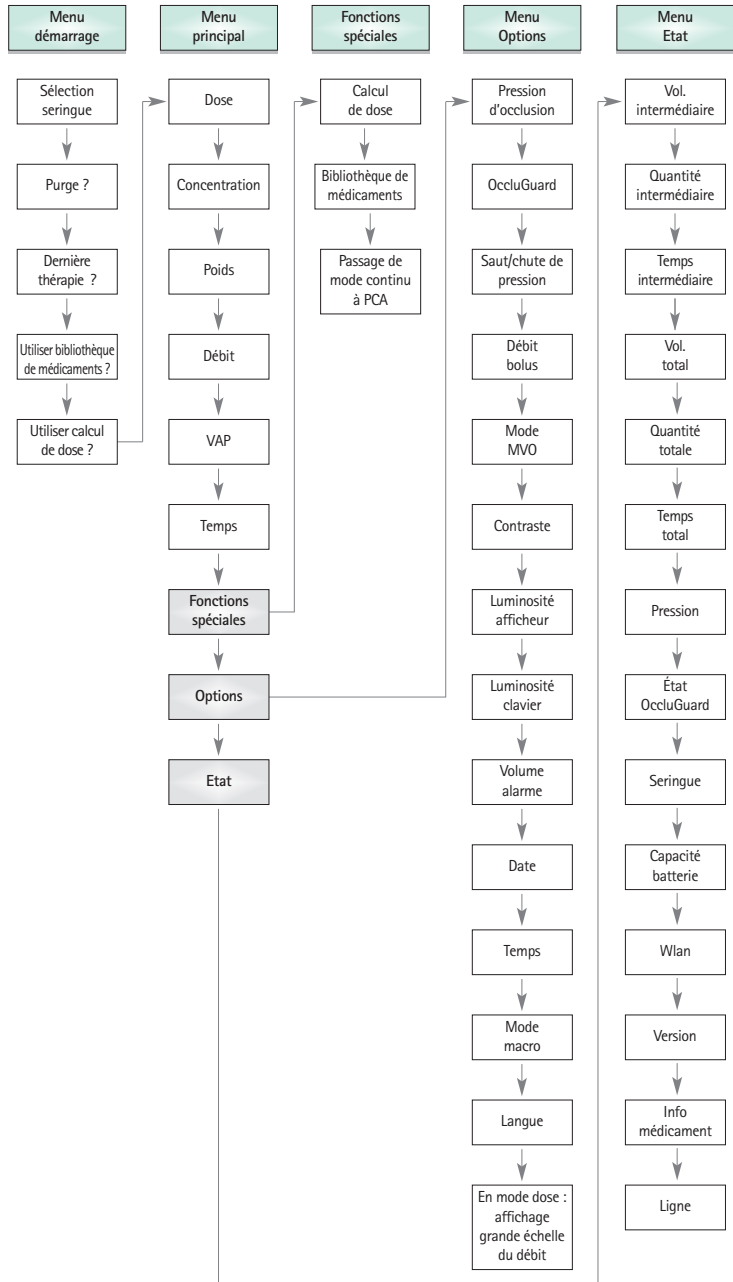 Menu
démarrage
Sélection
seringue
Purge ?
Dernière
thérapie ?
Utiliser bibliothèque
de médicaments ?
Utiliser calcul
de dose ?
Menu
principal
Dose
Concentration
Poids
Débit
VAP
Temps
Fonctions
spéciales
Options
Etat
Fonctions
spéciales
Calcul
de dose
Bibliothèque de
médicaments
Passage de
mode continu
à PCA
Menu
Options
Pression
d'occlusion
OccluGuard
Saut/chute de
pression
Débit
bolus
Mode
MVO
Contraste
Luminosité
afficheur
Luminosité
clavier
Volume
alarme
Date
Temps
Mode
macro
Langue
En mode dose :
affichage
grande échelle
du débit
Menu
Etat
Vol.
intermédiaire
Quantité
intermédiaire
Temps
intermédiaire
Vol.
total
Quantité
totale
Temps
total
Pression
État
OccluGuard
Seringue
Capacité
batterie
Wlan
Version
Info
médicament
Ligne